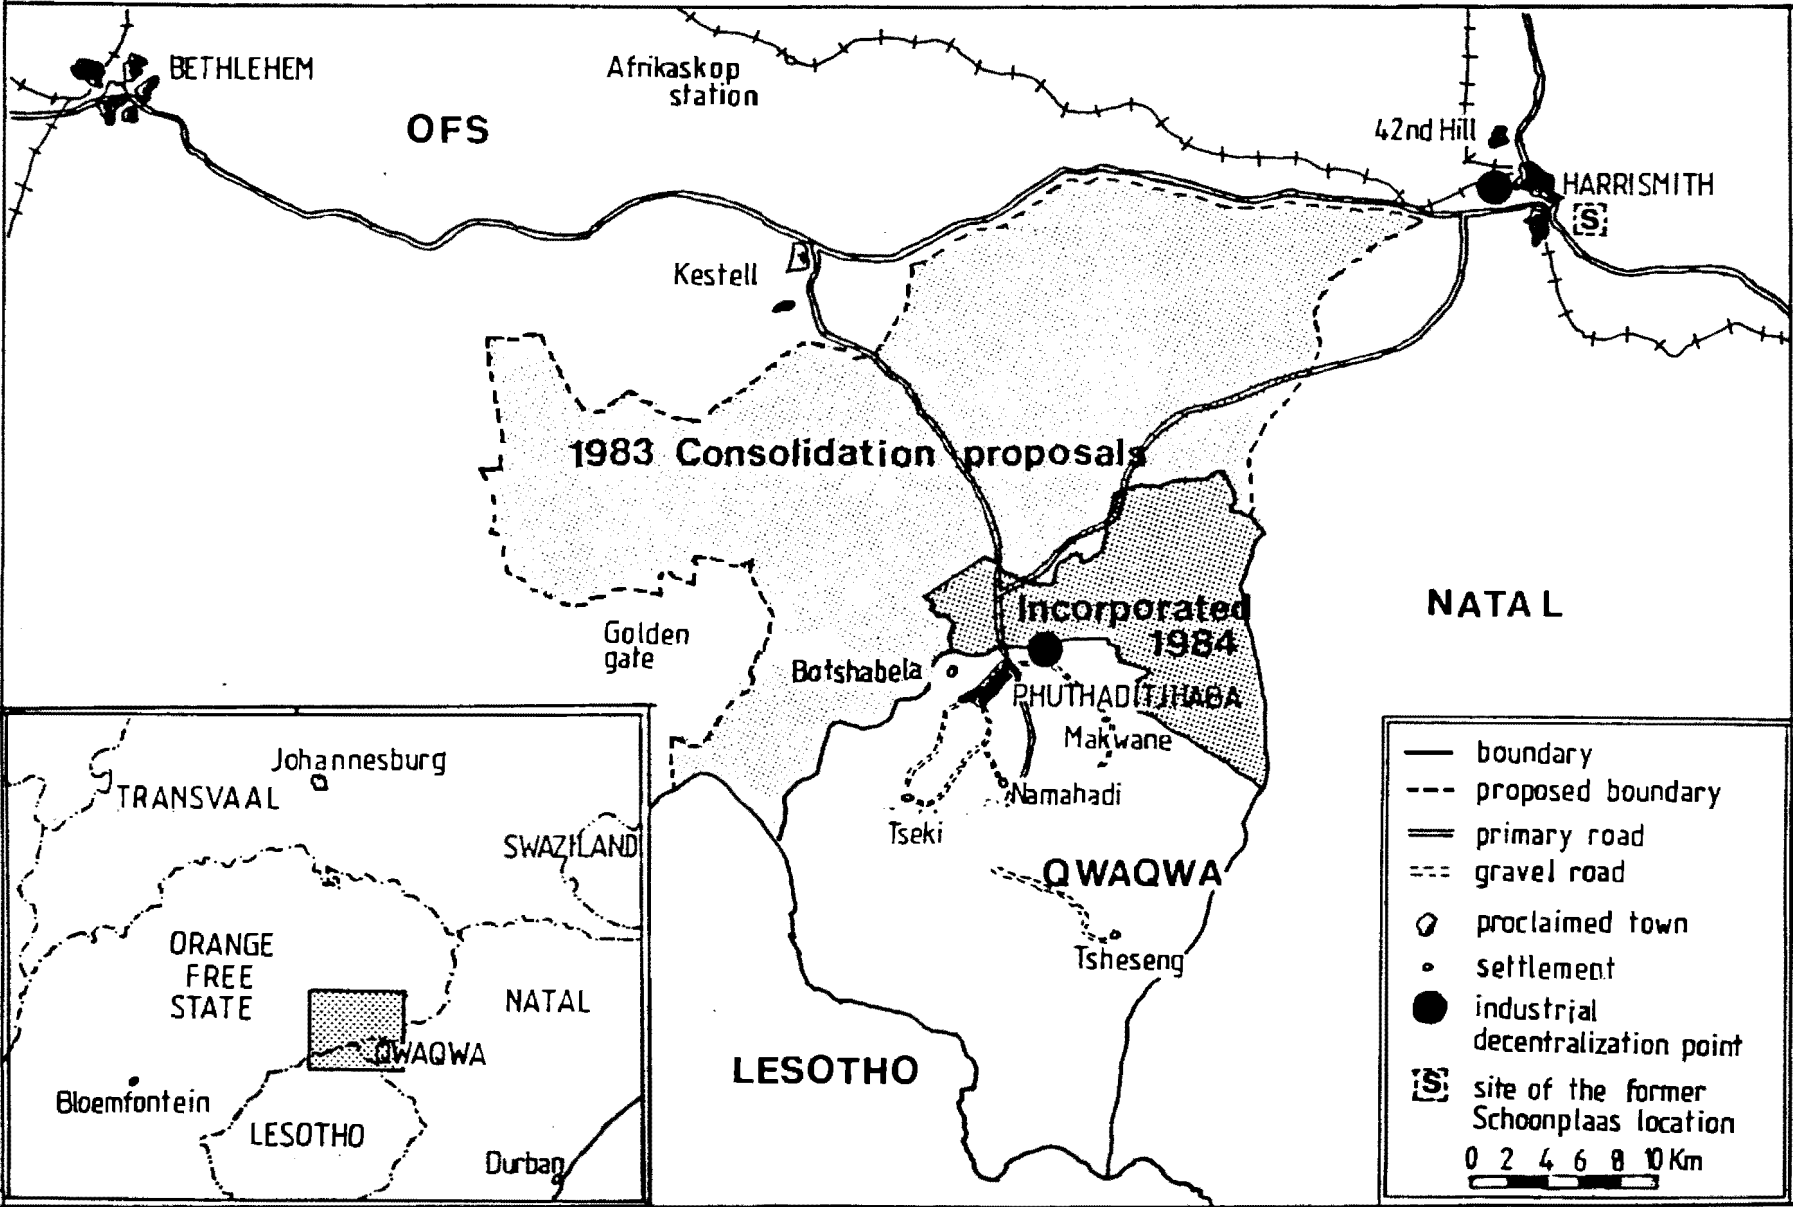 BETHLEHEM
Afrikaskop
station
OFS
42nd Hill
HARRISMITH
S
Kestell
1983 Consolidation proposals
Incorporated
1984
NATAL
Golden
gate
Botshabela
PHUTHADITJHABA
Makwane
Namahadi
Tseki
QWAQWA
Tsheseng
LESOTHO
Johannesburg
TRANSVAAL
SWAZILAND
ORANGE
FREE
STATE
NATAL
QWAQWA
Bloemfontein
LESOTHO
Durban
boundary
proposed boundary
primary road
gravel road
proclaimed town
settlement
industrial
decentralization point
S
site of the former
Schoonplaas location
0 2 4 6 8 10 Km